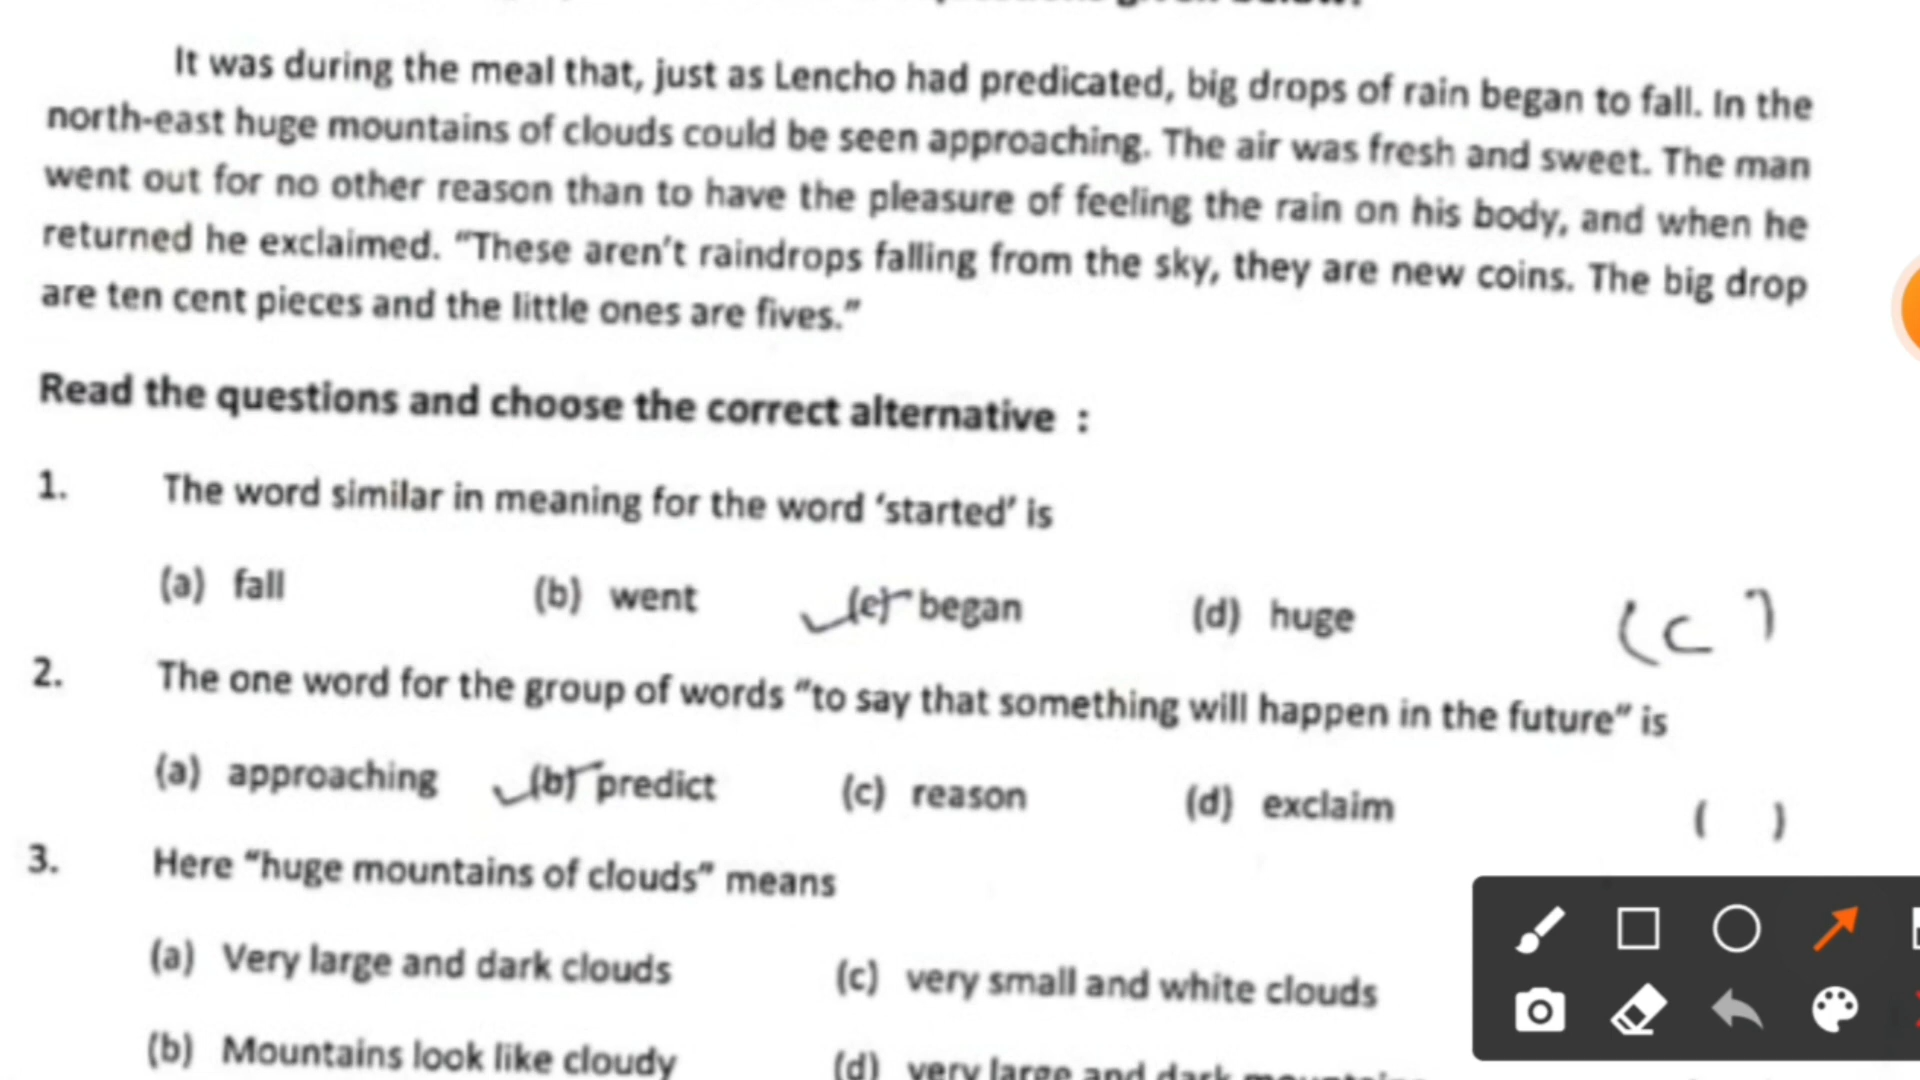 It was during the meal that, just as Lencho had predicated, big drops of rain began to fall. In the
north-east huge mountains of clouds could be seen approaching. The air was fresh and sweet. The man
went out for no other reason than to have the pleasure of feeling the rain on his body, and when he
returned he exclaimed. “These aren’t raindrops falling from the sky, they are new coins. The big drop
are ten cent pieces and the little ones are fives.”
Read the questions and choose the correct alternative :
1. The word similar in meaning for the word ‘started’ is
(a) fall (b) went (c) began (d) huge (c)
2. The one word for the group of words “to say that something will happen in the future” is
(a) approaching (b) predict (c) reason (d) exclaim ( )
3. Here “huge mountains of clouds” means
(a) Very large and dark clouds (c) very small and white clouds
(b) Mountains look like cloudy (d) very large and dark